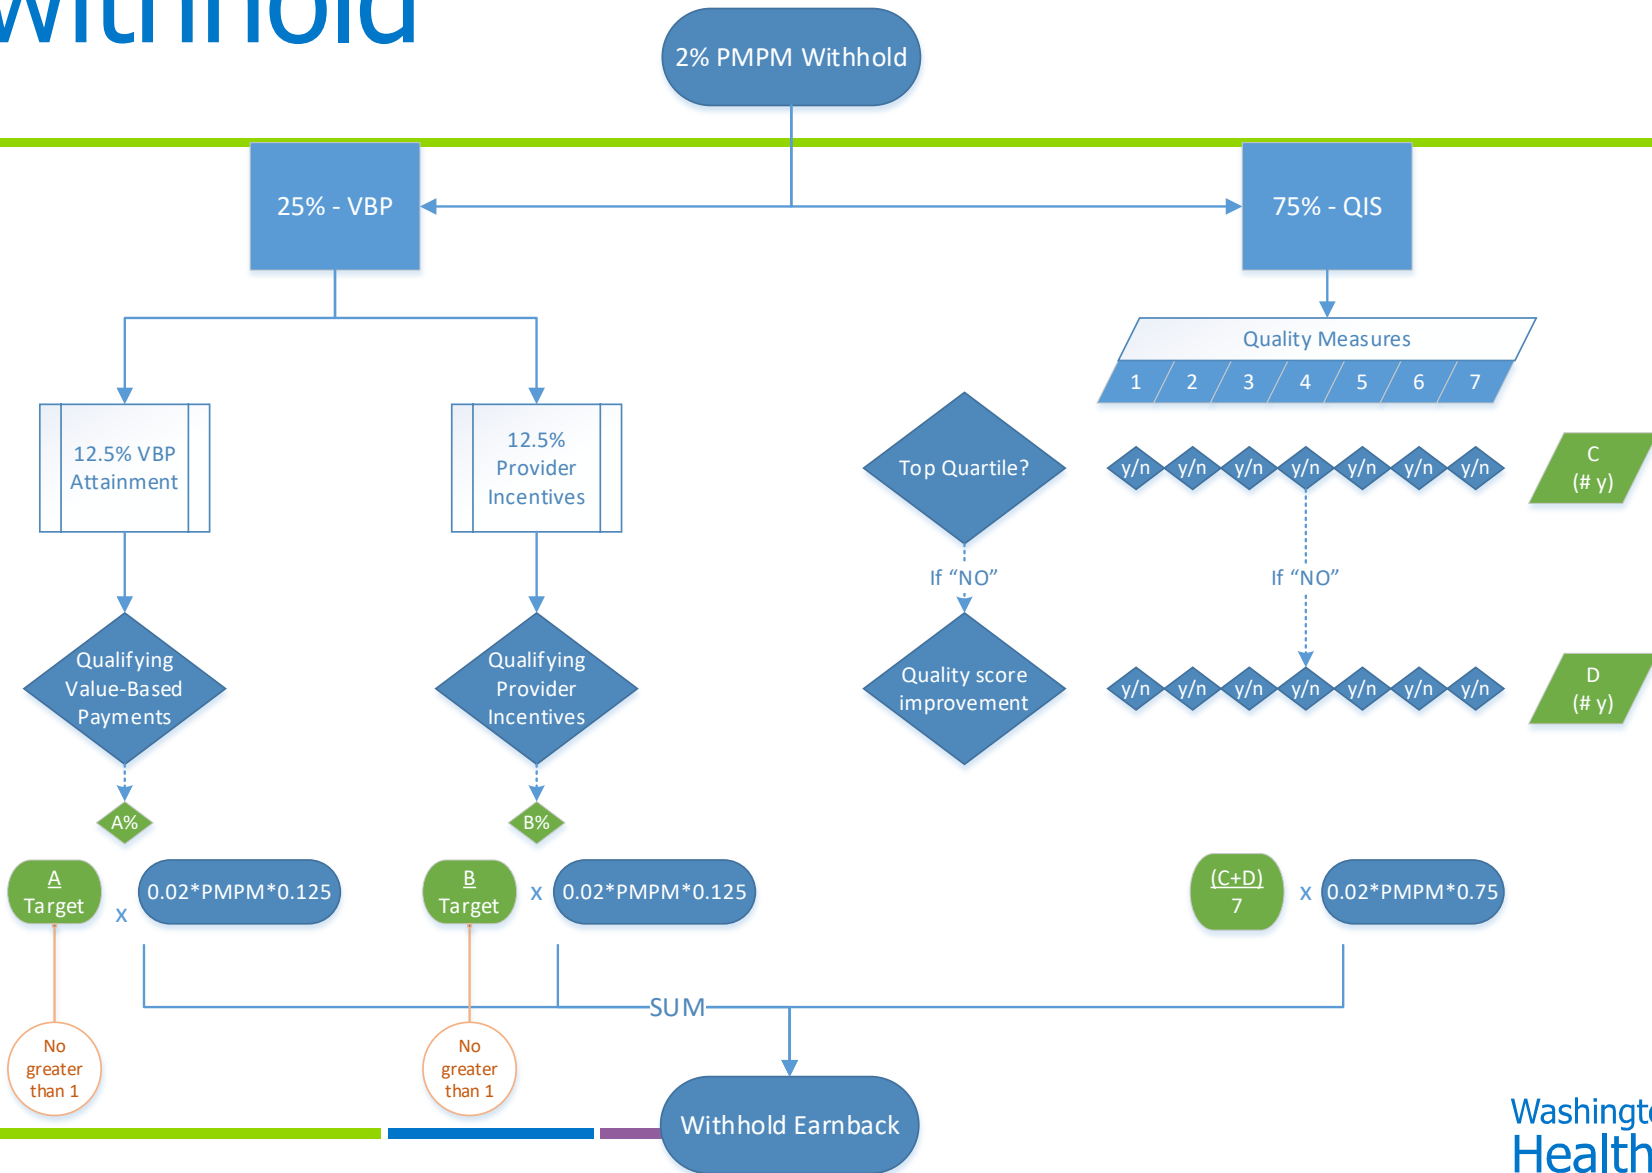 withhold
2% PMPM Withhold
25% - VBP
75% - QIS
Quality Measures
1 2 3 4 5 6 7
12.5% VBP
Attainment
12.5%
Provider
Incentives
Top Quartile?
y/n y/n y/n y/n y/n y/n y/n
C
(# y)
If “NO”
If “NO”
Qualifying
Value-Based
Payments
Qualifying
Provider
Incentives
Quality score
improvement
y/n y/n y/n y/n y/n y/n y/n
D
(# y)
A%
B%
A
Target
x
0.02*PMPM*0.125
B
Target
x
0.02*PMPM*0.125
(C+D)
7
x
0.02*PMPM*0.75
SUM
No
greater
than 1
No
greater
than 1
Withhold Earnback
Washingt
Health